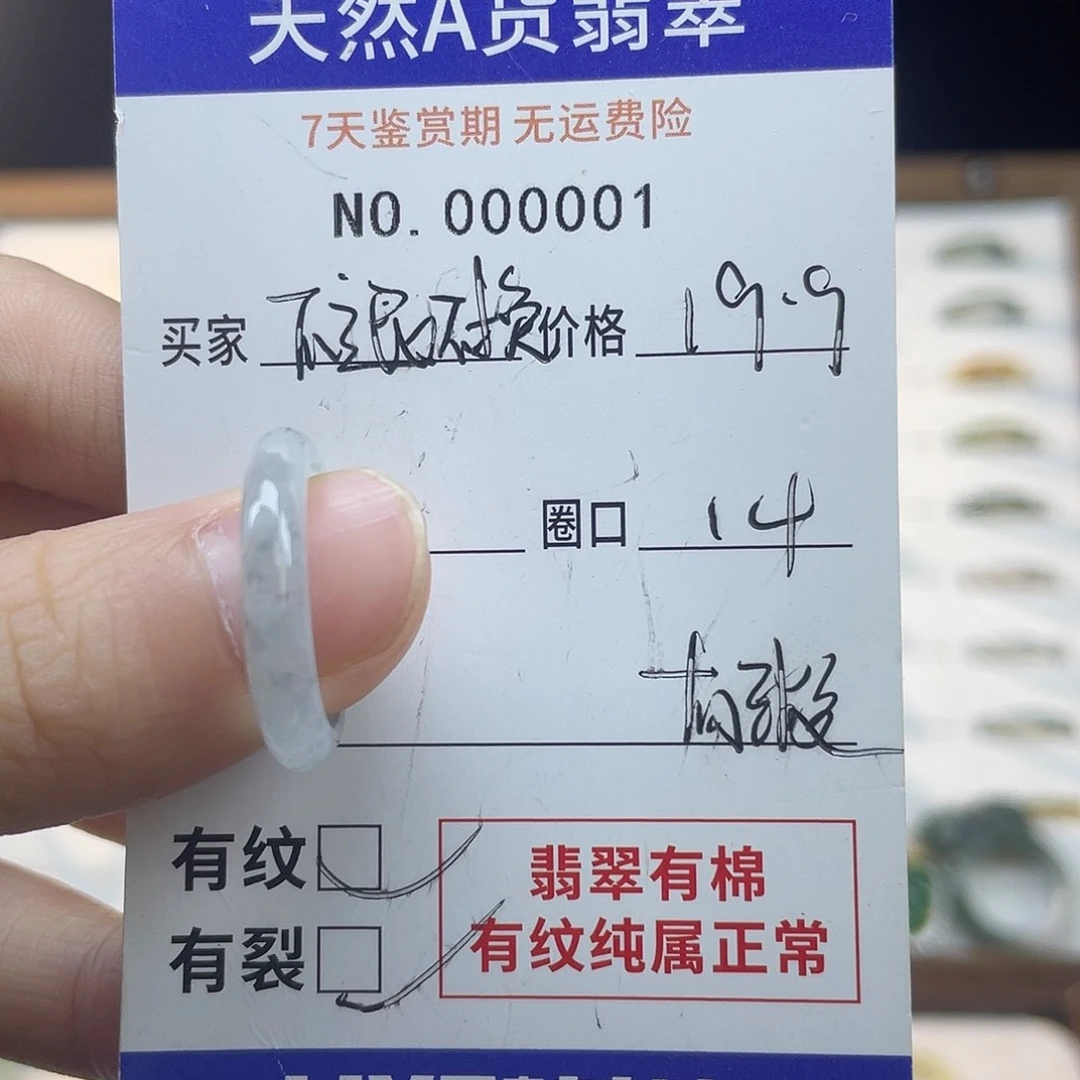 天然A货翡翠
7天鉴赏期 无运费险
NO. 000001
买家 价格 19.9
圈口 14
有纹
有裂
翡翠有棉
有纹纯属正常